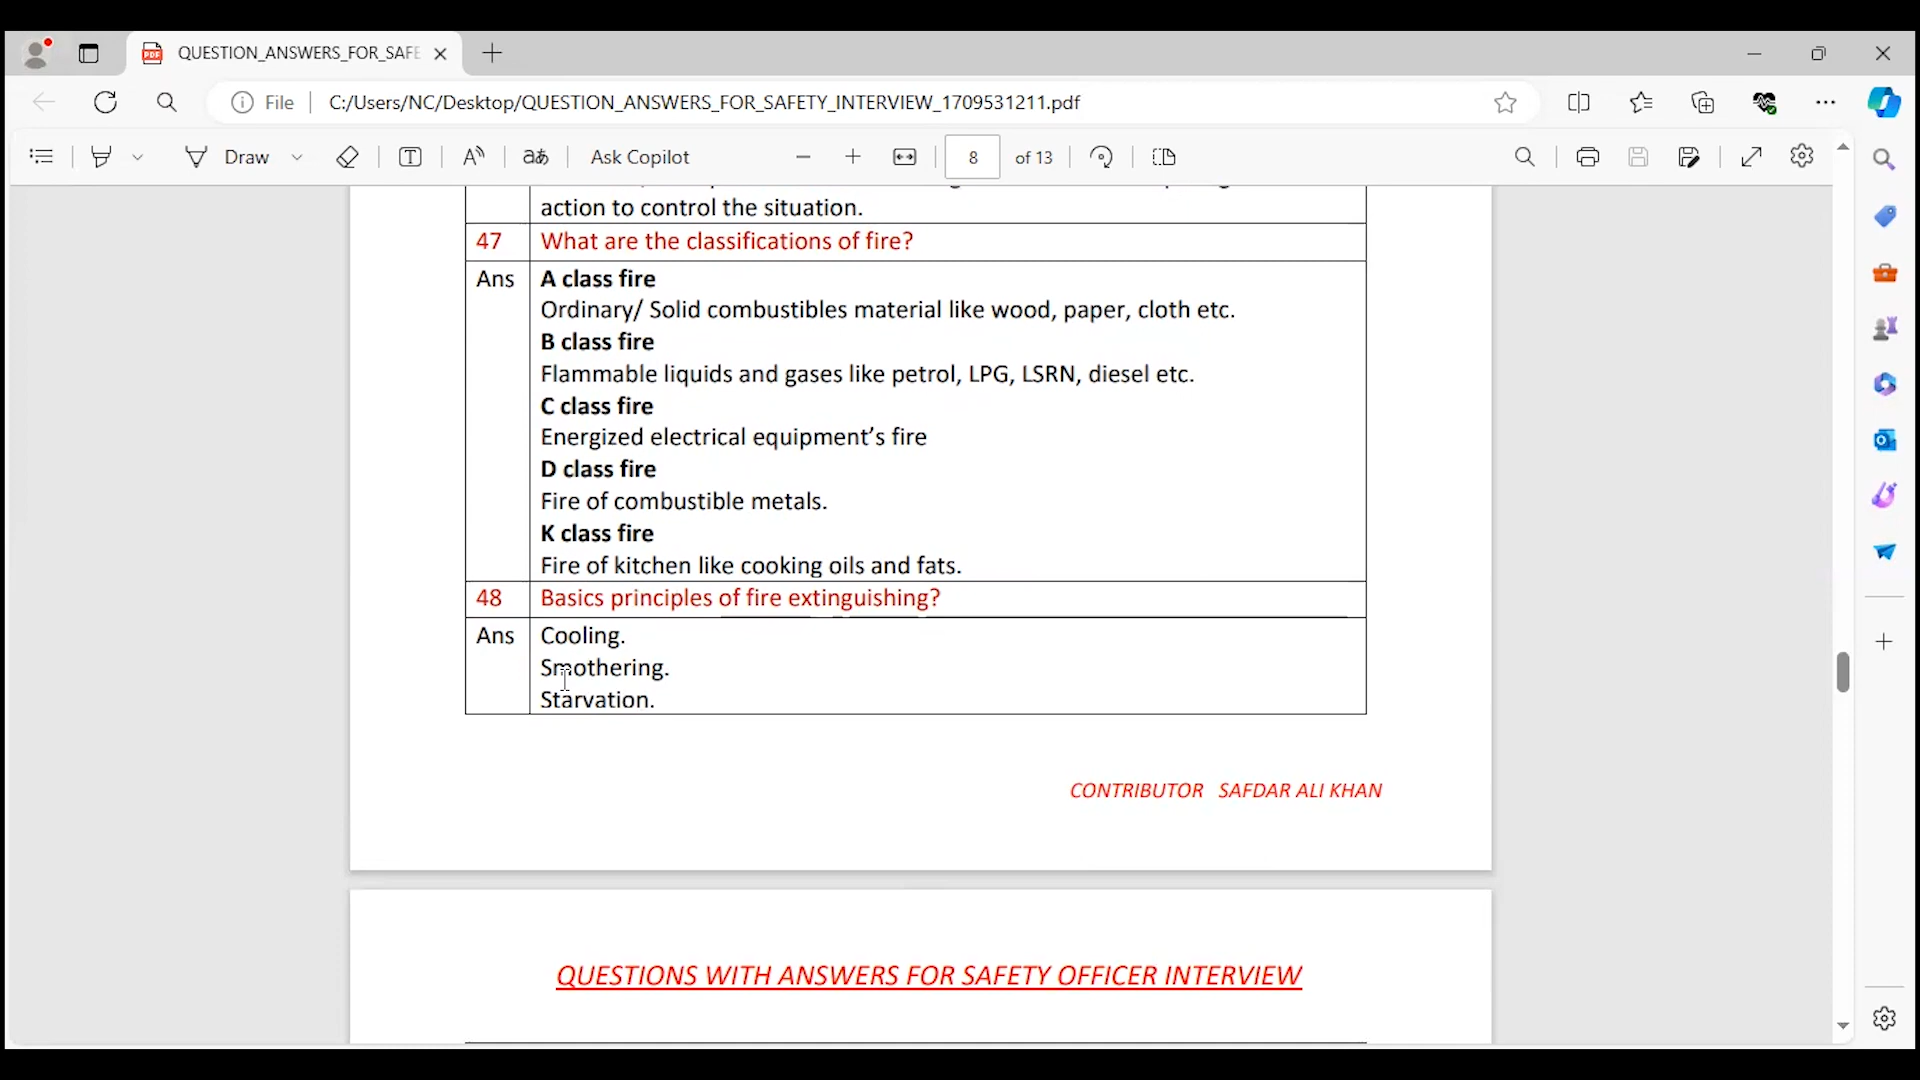 QUESTION_ANSWERS_FOR_SAFE
File C:/Users/NC/Desktop/QUESTION_ANSWERS_FOR_SAFETY_INTERVIEW_1709531211.pdf
Draw Ask Copilot 8 of 13
action to control the situation.
47 What are the classifications of fire?
Ans A class fire
Ordinary/ Solid combustibles material like wood, paper, cloth etc.
B class fire
Flammable liquids and gases like petrol, LPG, LSRN, diesel etc.
C class fire
Energized electrical equipment’s fire
D class fire
Fire of combustible metals.
K class fire
Fire of kitchen like cooking oils and fats.
48 Basics principles of fire extinguishing?
Ans Cooling.
Smothering.
Starvation.
CONTRIBUTOR SAFDAR ALI KHAN
QUESTIONS WITH ANSWERS FOR SAFETY OFFICER INTERVIEW